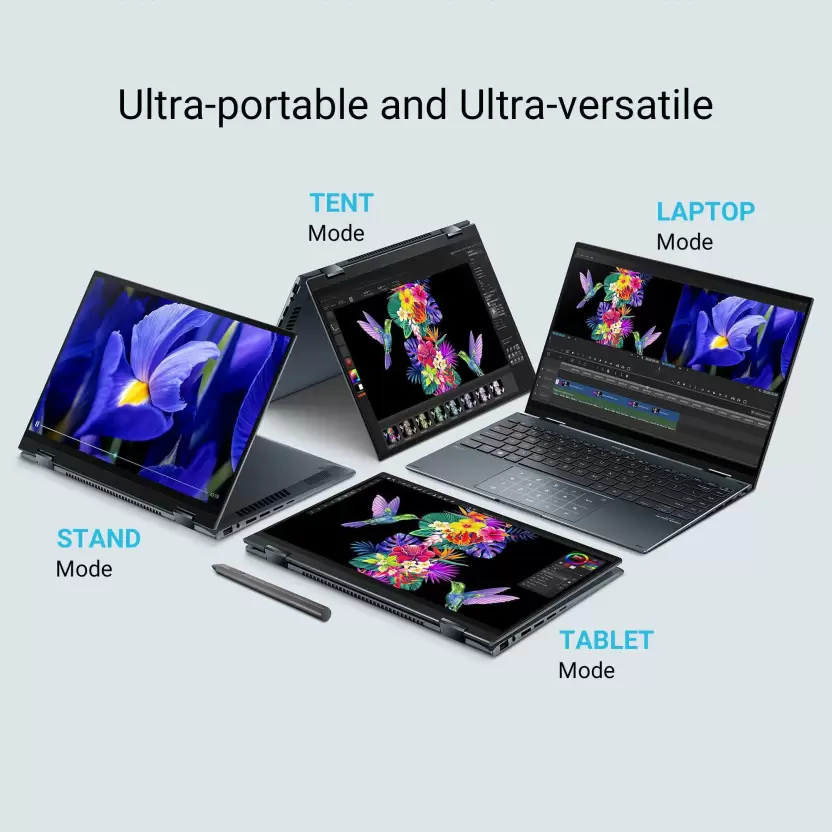 Ultra-portable and Ultra-versatile
TENT
Mode
LAPTOP
Mode
STAND
Mode
TABLET
Mode